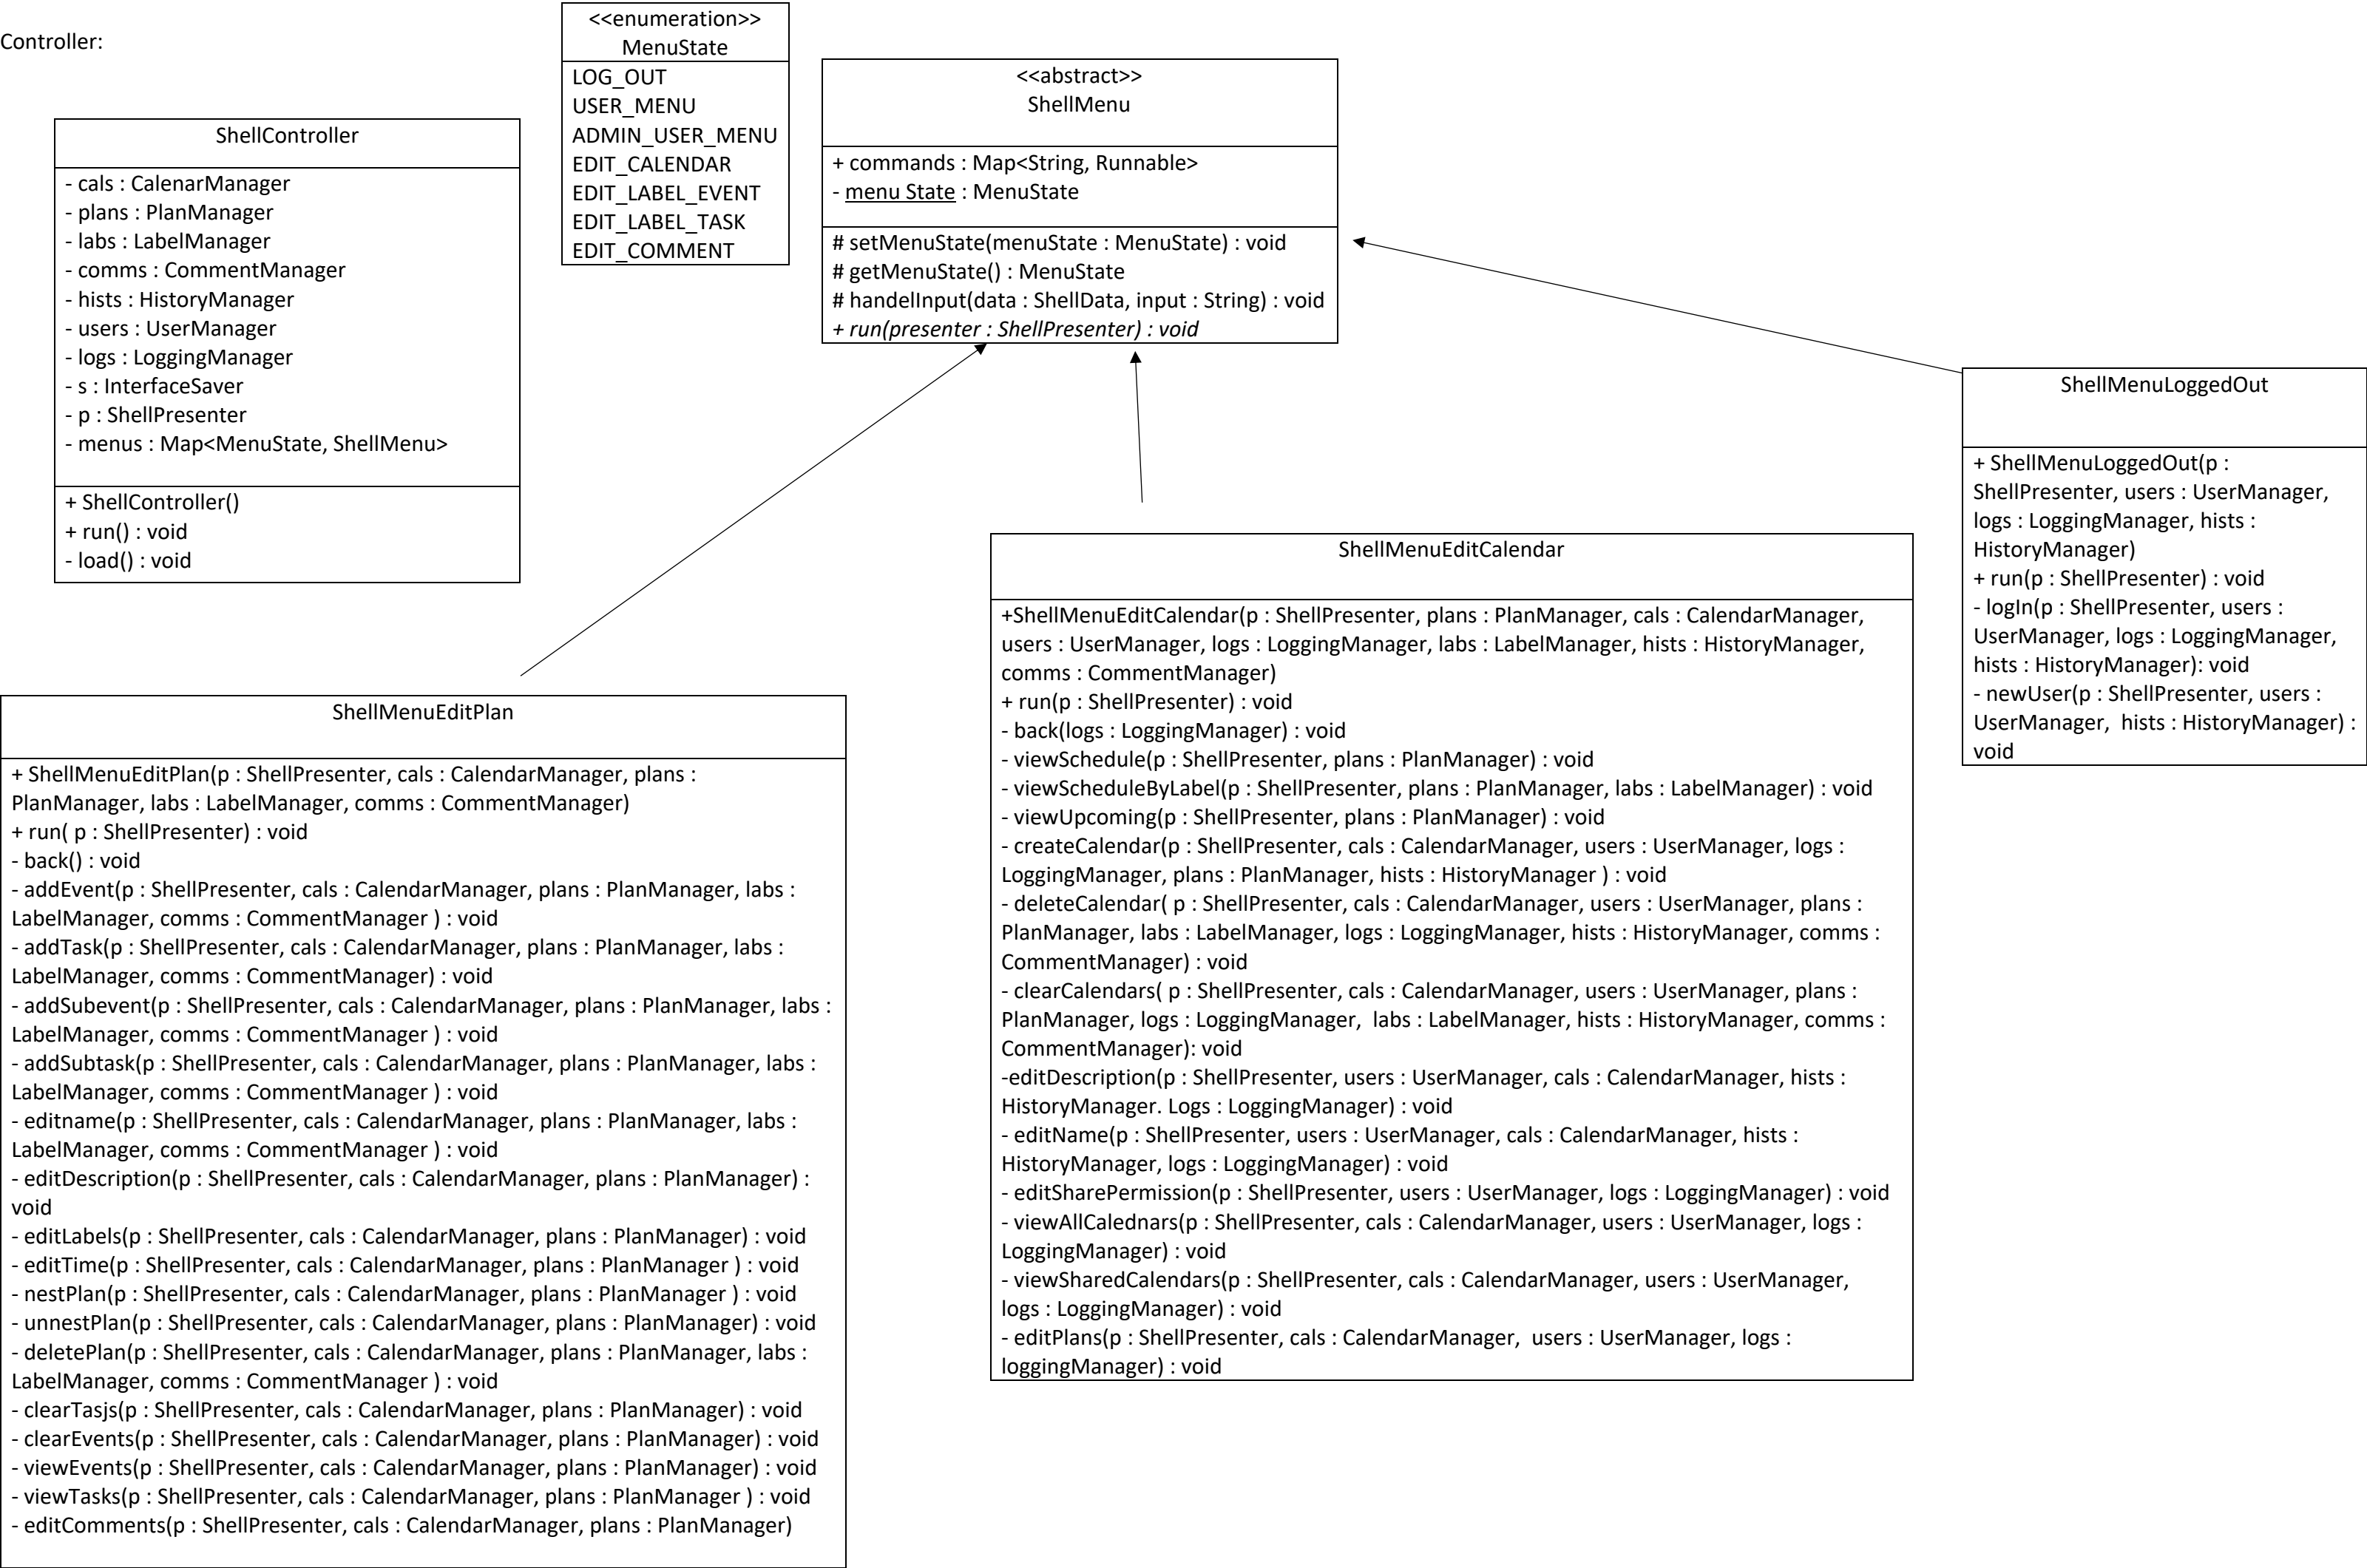 Controller:
<<enumeration>>
MenuState
LOG_OUT
USER_MENU
ADMIN_USER_MENU
EDIT_CALENDAR
EDIT_LABEL_EVENT
EDIT_LABEL_TASK
EDIT_COMMENT
<<abstract>>
ShellMenu
+ commands : Map<String, Runnable>
- menu State : MenuState
# setMenuState(menuState : MenuState) : void
# getMenuState() : MenuState
# handelInput(data : ShellData, input : String) : void
+ run(presenter : ShellPresenter) : void
ShellController
- cals : CalenarManager
- plans : PlanManager
- labs : LabelManager
- comms : CommentManager
- hists : HistoryManager
- users : UserManager
- logs : LoggingManager
- s : InterfaceSaver
- p : ShellPresenter
- menus : Map<MenuState, ShellMenu>
+ ShellController()
+ run() : void
- load() : void
ShellMenuLoggedOut
+ ShellMenuLoggedOut(p :
ShellPresenter, users : UserManager,
logs : LoggingManager, hists :
HistoryManager)
+ run(p : ShellPresenter) : void
- logIn(p : ShellPresenter, users :
UserManager, logs : LoggingManager,
hists : HistoryManager): void
- newUser(p : ShellPresenter, users :
UserManager,  hists : HistoryManager) :
void
ShellMenuEditCalendar
+ShellMenuEditCalendar(p : ShellPresenter, plans : PlanManager, cals : CalendarManager,
users : UserManager, logs : LoggingManager, labs : LabelManager, hists : HistoryManager,
comms : CommentManager)
+ run(p : ShellPresenter) : void
- back(logs : LoggingManager) : void
- viewSchedule(p : ShellPresenter, plans : PlanManager) : void
- viewScheduleByLabel(p : ShellPresenter, plans : PlanManager, labs : LabelManager) : void
- viewUpcoming(p : ShellPresenter, plans : PlanManager) : void
- createCalendar(p : ShellPresenter, cals : CalendarManager, users : UserManager, logs :
LoggingManager, plans : PlanManager, hists : HistoryManager ) : void
- deleteCalendar( p : ShellPresenter, cals : CalendarManager, users : UserManager, plans :
PlanManager, labs : LabelManager, logs : LoggingManager, hists : HistoryManager, comms :
CommentManager) : void
- clearCalendars( p : ShellPresenter, cals : CalendarManager, users : UserManager, plans :
PlanManager, logs : LoggingManager,  labs : LabelManager, hists : HistoryManager, comms :
CommentManager): void
-editDescription(p : ShellPresenter, users : UserManager, cals : CalendarManager, hists :
HistoryManager. Logs : LoggingManager) : void
- editName(p : ShellPresenter, users : UserManager, cals : CalendarManager, hists :
HistoryManager, logs : LoggingManager) : void
- editSharePermission(p : ShellPresenter, users : UserManager, logs : LoggingManager) : void
- viewAllCalednars(p : ShellPresenter, cals : CalendarManager, users : UserManager, logs :
LoggingManager) : void
- viewSharedCalendars(p : ShellPresenter, cals : CalendarManager, users : UserManager,
logs : LoggingManager) : void
- editPlans(p : ShellPresenter, cals : CalendarManager,  users : UserManager, logs :
loggingManager) : void
ShellMenuEditPlan
+ ShellMenuEditPlan(p : ShellPresenter, cals : CalendarManager, plans :
PlanManager, labs : LabelManager, comms : CommentManager)
+ run( p : ShellPresenter) : void
- back() : void
- addEvent(p : ShellPresenter, cals : CalendarManager, plans : PlanManager, labs :
LabelManager, comms : CommentManager ) : void
- addTask(p : ShellPresenter, cals : CalendarManager, plans : PlanManager, labs :
LabelManager, comms : CommentManager) : void
- addSubevent(p : ShellPresenter, cals : CalendarManager, plans : PlanManager, labs :
LabelManager, comms : CommentManager ) : void
- addSubtask(p : ShellPresenter, cals : CalendarManager, plans : PlanManager, labs :
LabelManager, comms : CommentManager ) : void
- editname(p : ShellPresenter, cals : CalendarManager, plans : PlanManager, labs :
LabelManager, comms : CommentManager ) : void
- editDescription(p : ShellPresenter, cals : CalendarManager, plans : PlanManager) :
void
- editLabels(p : ShellPresenter, cals : CalendarManager, plans : PlanManager) : void
- editTime(p : ShellPresenter, cals : CalendarManager, plans : PlanManager ) : void
- nestPlan(p : ShellPresenter, cals : CalendarManager, plans : PlanManager ) : void
- unnestPlan(p : ShellPresenter, cals : CalendarManager, plans : PlanManager) : void
- deletePlan(p : ShellPresenter, cals : CalendarManager, plans : PlanManager, labs :
LabelManager, comms : CommentManager ) : void
- clearTasjs(p : ShellPresenter, cals : CalendarManager, plans : PlanManager) : void
- clearEvents(p : ShellPresenter, cals : CalendarManager, plans : PlanManager) : void
- viewEvents(p : ShellPresenter, cals : CalendarManager, plans : PlanManager) : void
- viewTasks(p : ShellPresenter, cals : CalendarManager, plans : PlanManager ) : void
- editComments(p : ShellPresenter, cals : CalendarManager, plans : PlanManager)